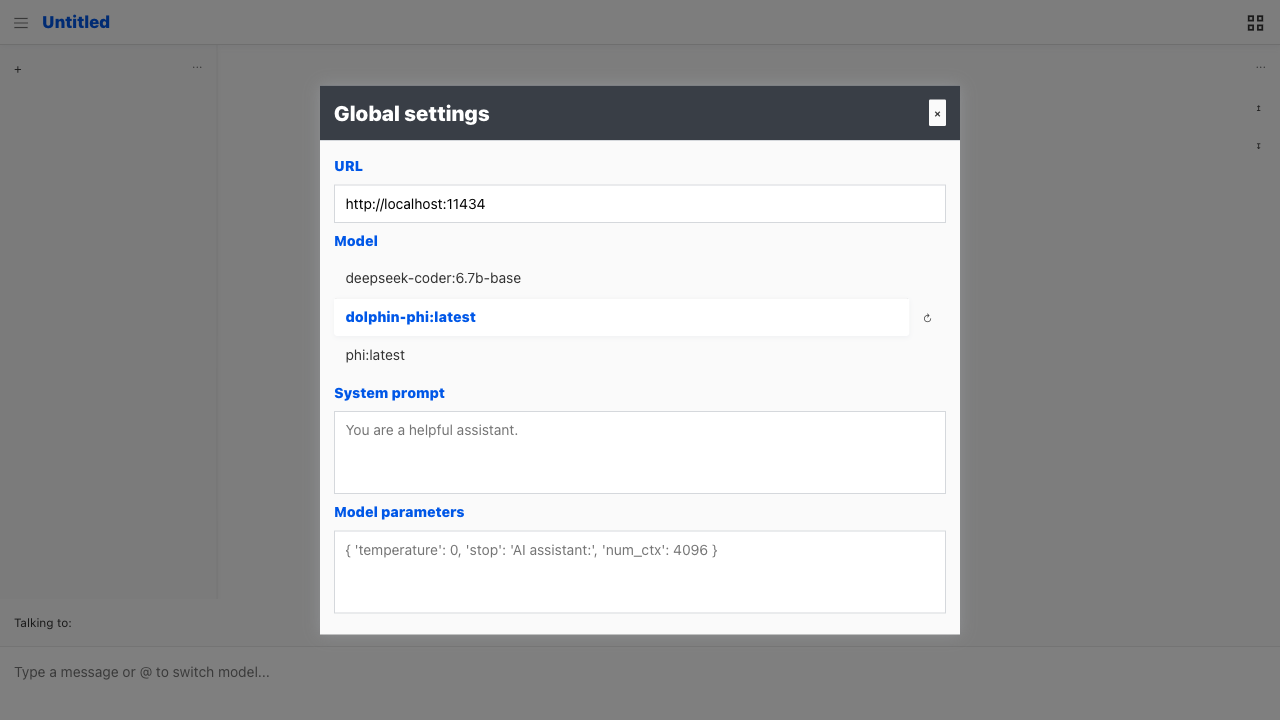 Untitled
+
...
...
Global settings
×
URL
http://localhost:11434
Model
deepseek-coder:6.7b-base
dolphin-phi:latest
↻
phi:latest
System prompt
You are a helpful assistant.
Model parameters
{ 'temperature': 0, 'stop': 'AI assistant:', 'num_ctx': 4096 }
Talking to:
Type a message or @ to switch model...